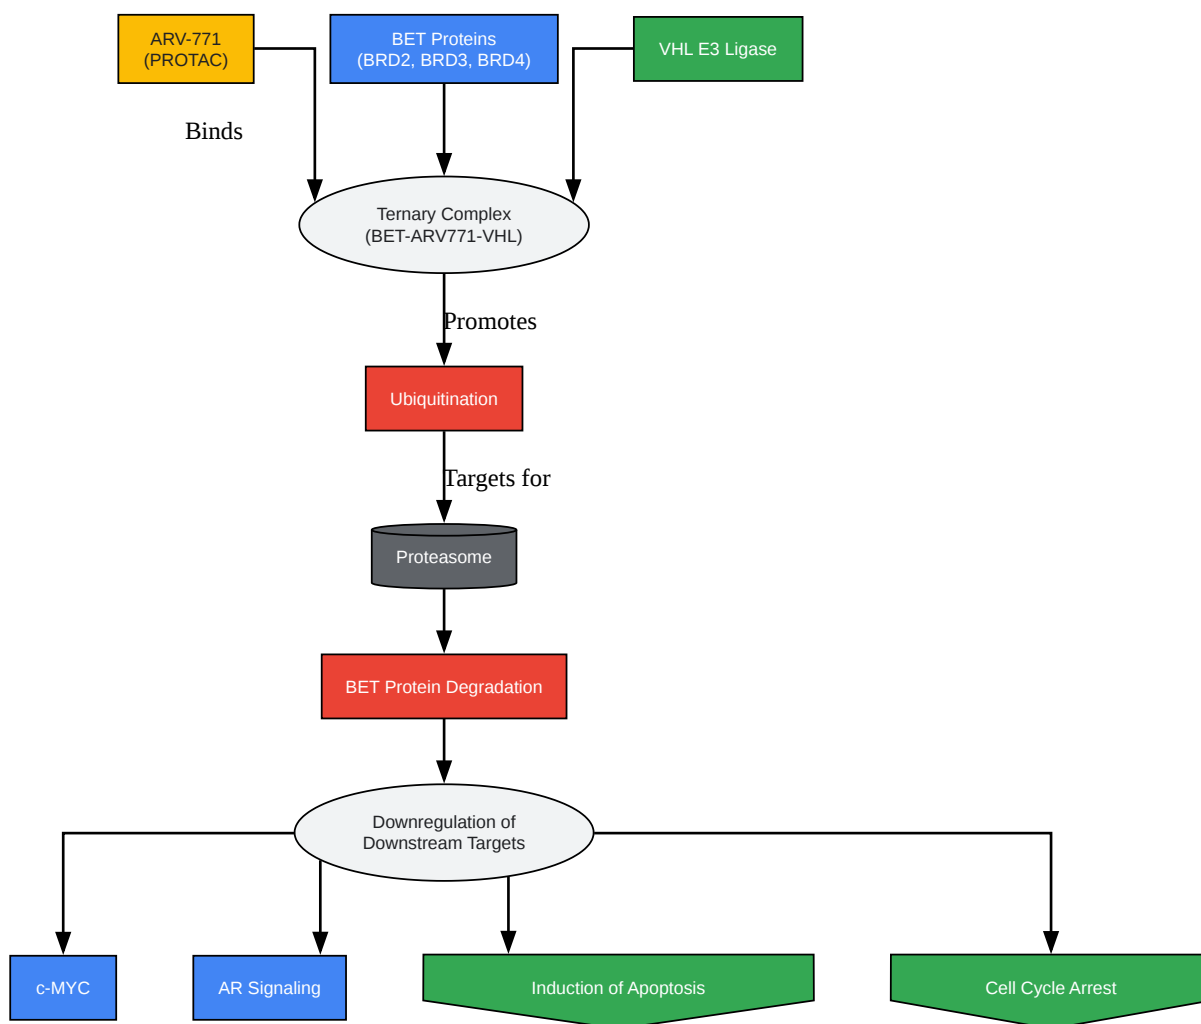 ARV-771
(PROTAC)
BET Proteins
(BRD2, BRD3, BRD4)
VHL E3 Ligase
Binds
Ternary Complex
(BET-ARV771-VHL)
Promotes
Ubiquitination
Targets for
Proteasome
BET Protein Degradation
Downregulation of
Downstream Targets
c-MYC
AR Signaling
Induction of Apoptosis
Cell Cycle Arrest